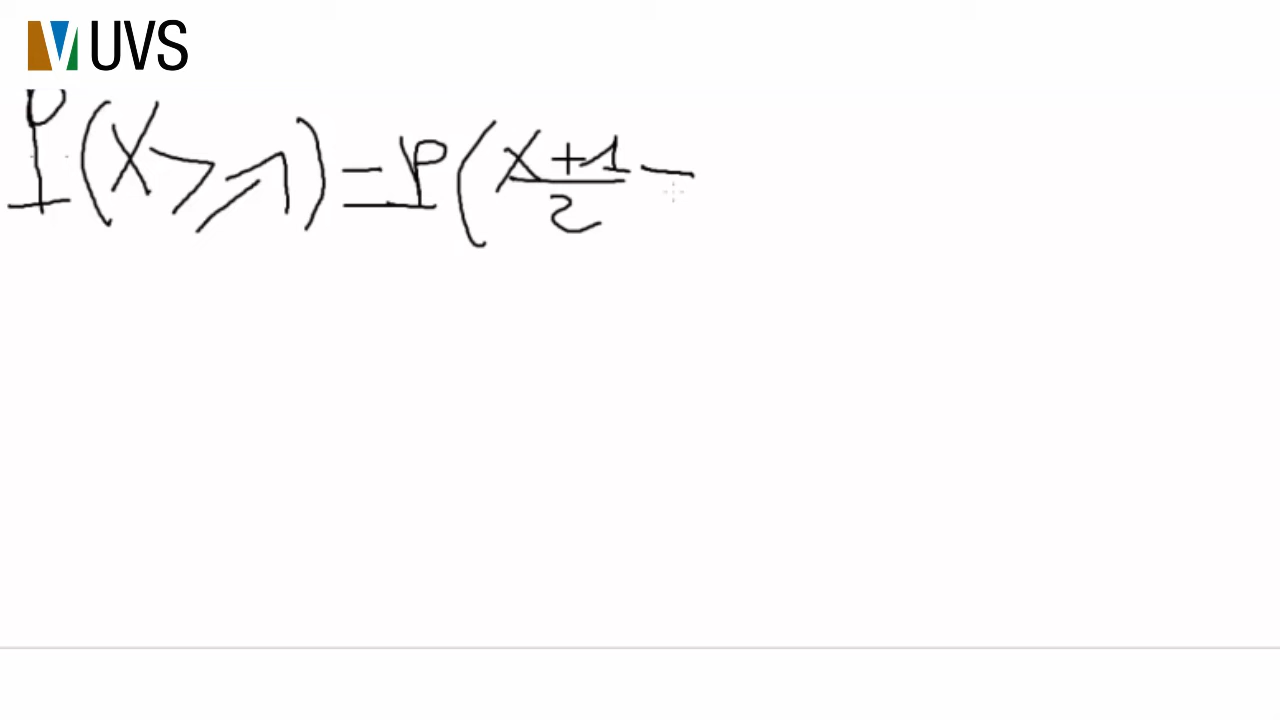 UVS
P(X ≥ 1) = P(X+1/2 −